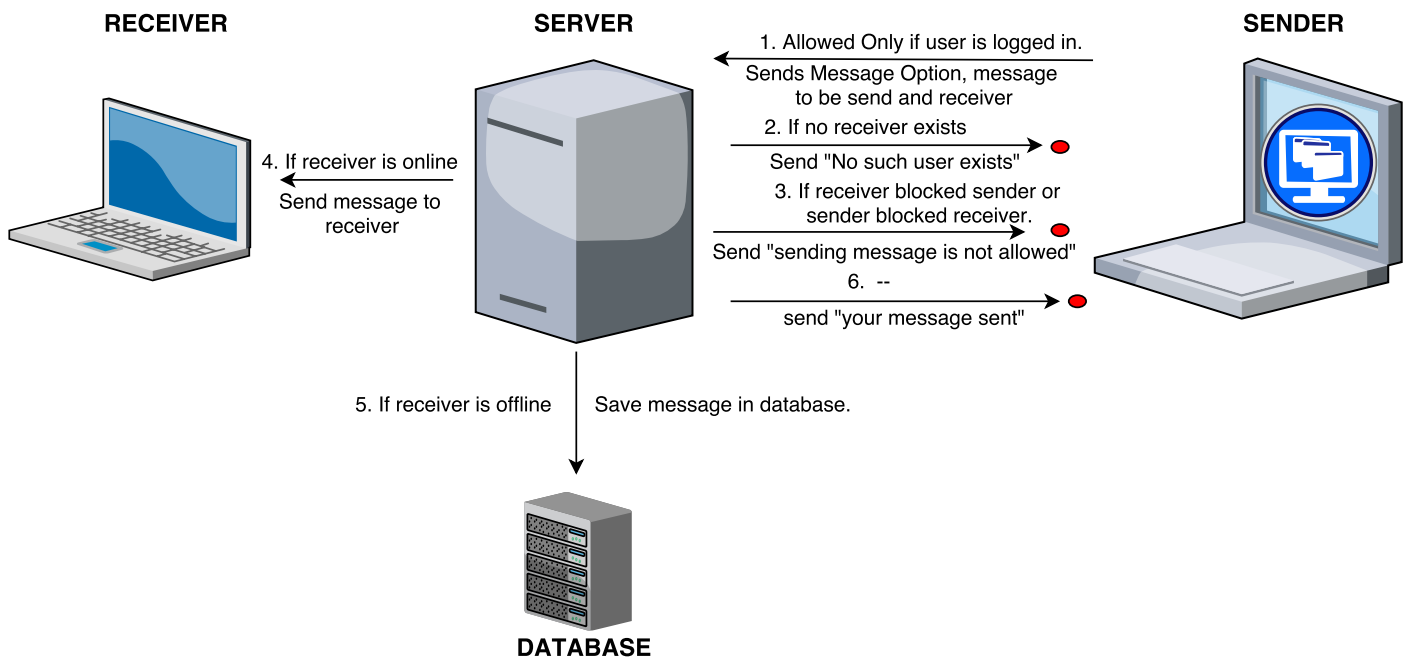 RECEIVER
SERVER
SENDER
1. Allowed Only if user is logged in.
Sends Message Option, message
to be send and receiver
2. If no receiver exists
Send "No such user exists"
3. If receiver blocked sender or
sender blocked receiver.
Send "sending message is not allowed"
4. If receiver is online
Send message to
receiver
6. --
send "your message sent"
5. If receiver is offline
Save message in database.
DATABASE